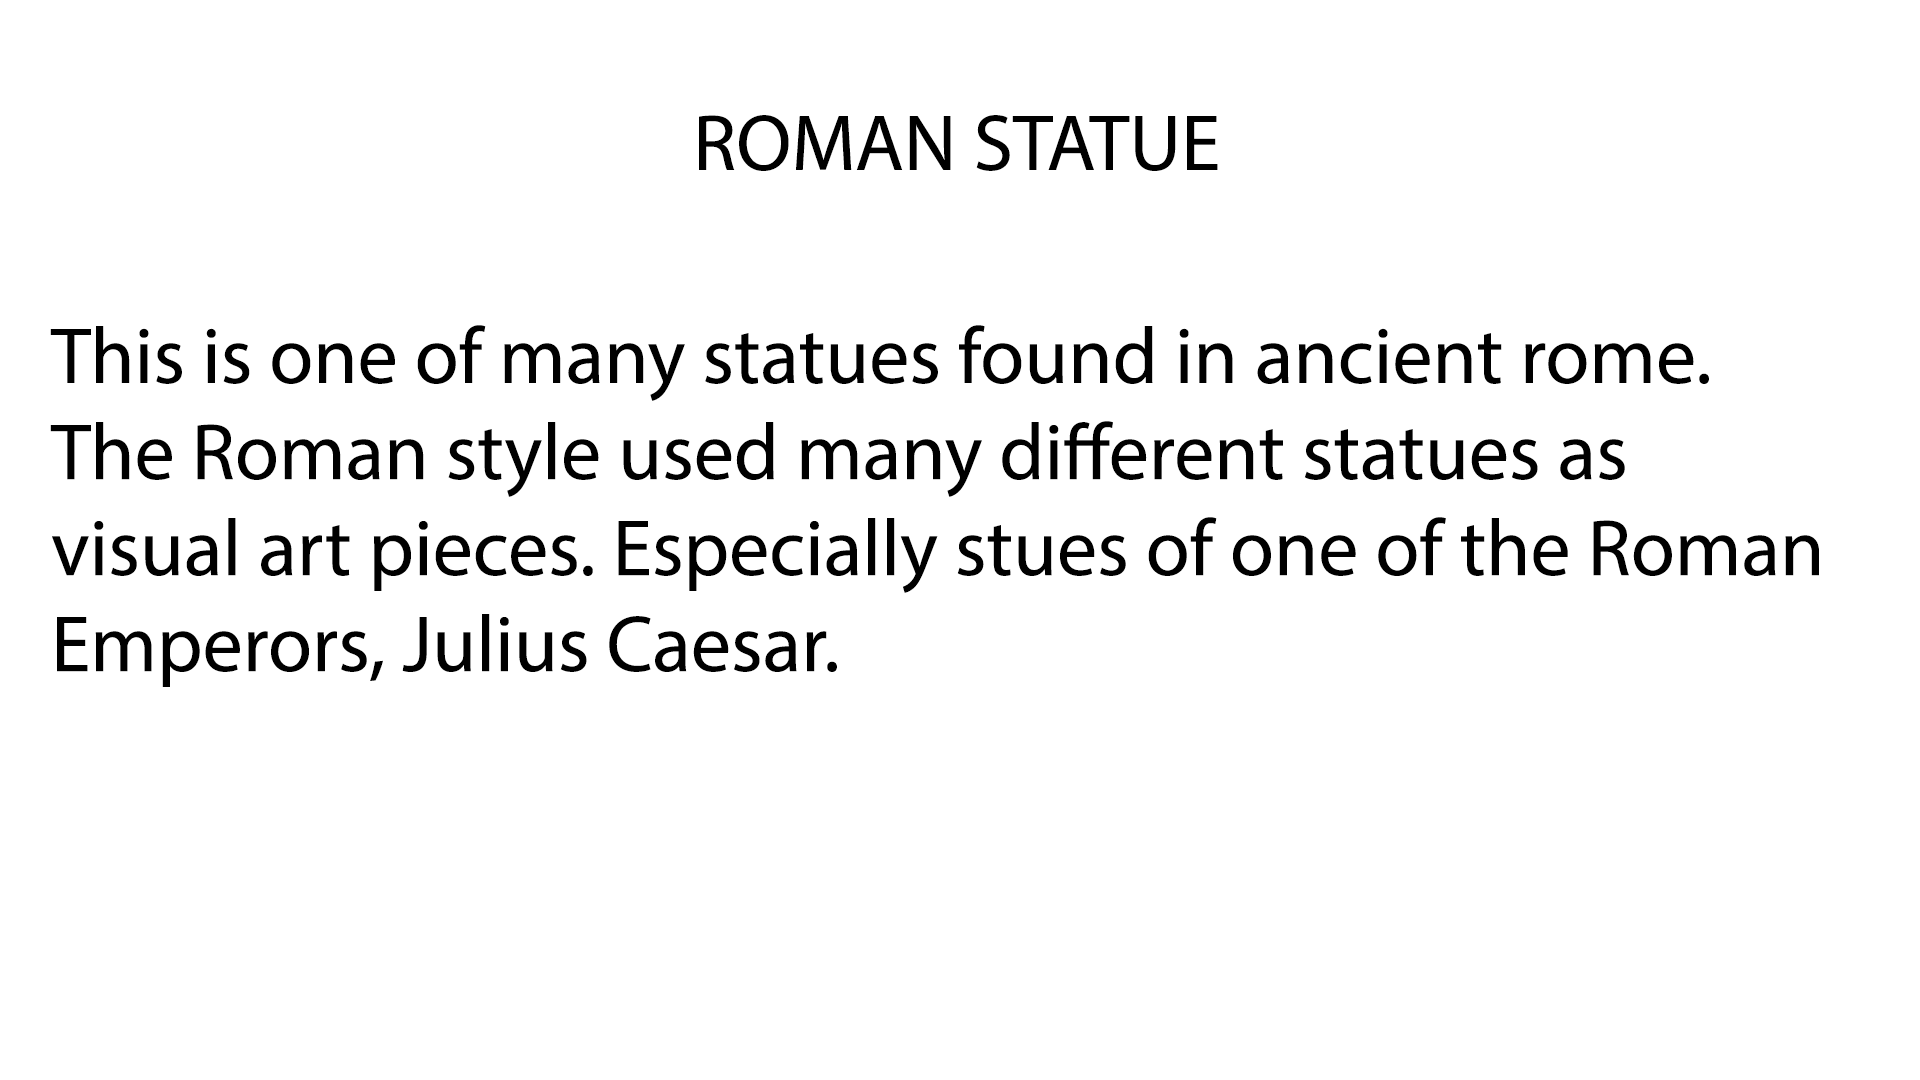 ROMAN STATUE
This is one of many statues found in ancient rome.
The Roman style used many different statues as
visual art pieces. Especially stues of one of the Roman
Emperors, Julius Caesar.